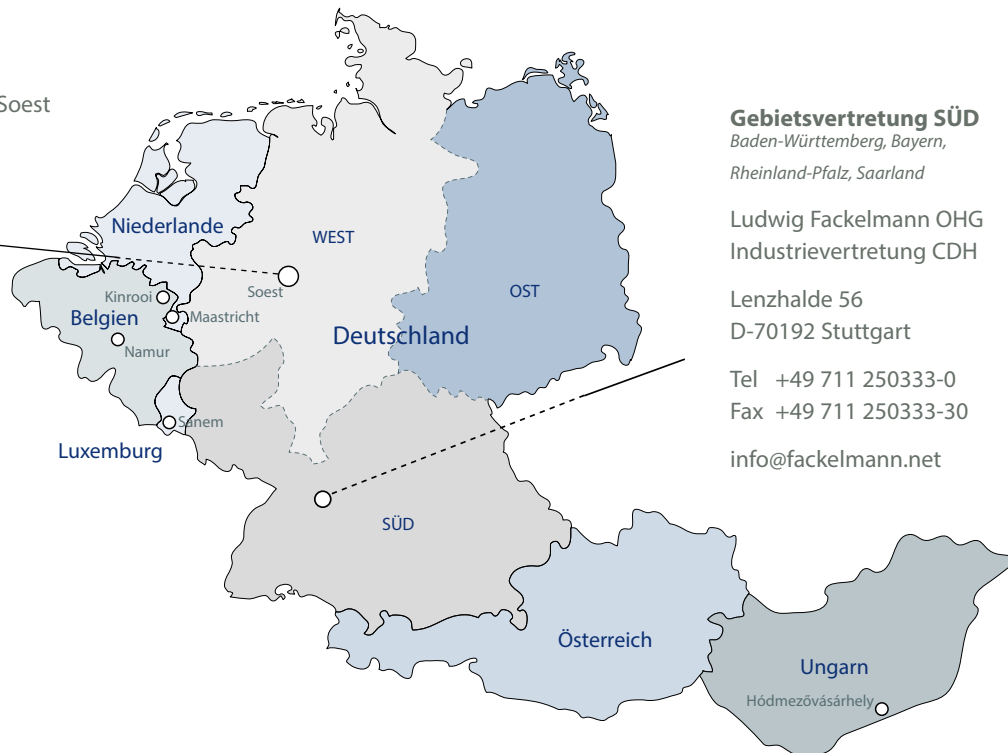 Soest
Gebietsvertretung SÜD
Baden-Württemberg, Bayern,
Rheinland-Pfalz, Saarland
Ludwig Fackelmann OHG
Industrievertretung CDH
Lenzhalde 56
D-70192 Stuttgart
Tel +49 711 250333-0
Fax +49 711 250333-30
info@fackelmann.net
Niederlande
WEST
OST
Soest
Kinrooi
Maastricht
Belgien
Namur
Deutschland
Sanem
Luxemburg
SÜD
Österreich
Ungarn
Hódmezővásárhely